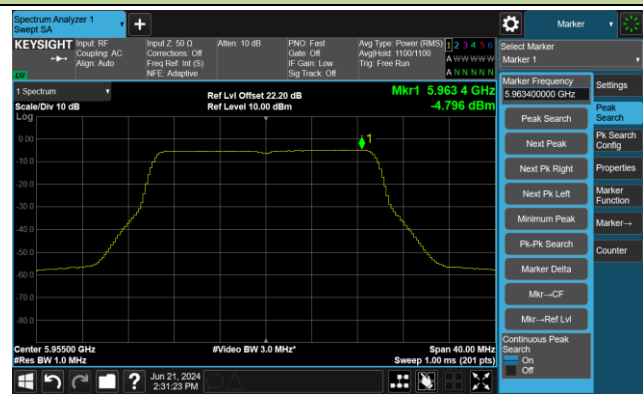 Spectrum Analyzer 1
Swept SA
+
Marker
KEYSIGHT
Input: RF
Coupling: AC
Align: Auto
Input Z: 50 Ω
Corrections: Off
Freq Ref: Int (S)
NFE: Adaptive
Atten: 10 dB
PNO: Fast
Gate: Off
IF Gain: Low
Sig Track: Off
Avg Type: Power (RMS)
Avg|Hold: 1100/1100
Trig: Free Run
1 2 3 4 5 6
A W W W W W
A N N N N N
LW
Select Marker
Marker 1
1 Spectrum
Scale/Div 10 dB
Log
Ref Lvl Offset 22.20 dB
Ref Level 10.00 dBm
Mkr1 5.963 4 GHz
-4.796 dBm
1
0.00
-10.0
-20.0
-30.0
-40.0
-50.0
-60.0
-70.0
-80.0
Center 5.95500 GHz
#Res BW 1.0 MHz
#Video BW 3.0 MHz*
Span 40.00 MHz
Sweep 1.00 ms (201 pts)
Marker Frequency
5.963400000 GHz
Peak Search
Next Peak
Next Pk Right
Next Pk Left
Minimum Peak
Pk-Pk Search
Marker Delta
Mkr→CF
Mkr→Ref Lvl
Continuous Peak
Search
On
Off
Settings
Peak
Search
Pk Search
Config
Properties
Marker
Function
Marker→
Counter
?
Jun 21, 2024
2:31:23 PM